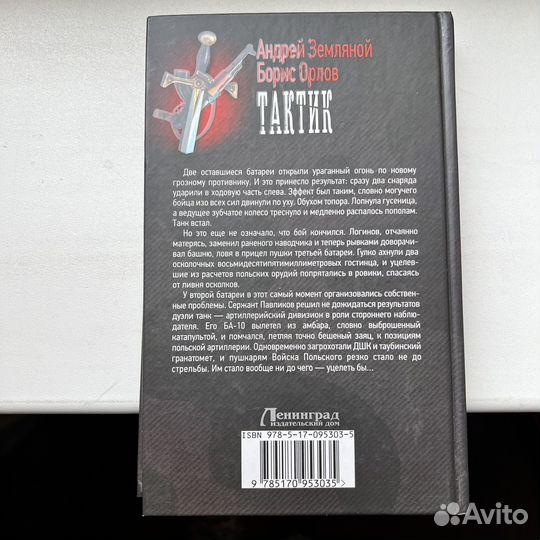 Андрей Земляной
Борис Орлов
ТАКТИК
Две оставшиеся батареи открыли ураганный огонь по новому
грозному противнику. И это принесло результат: сразу два снаряда
ударили в ходовую часть слева. Эффект был таким, словно могучего
бойца изо всех сил двинули по уху. Обухом топора. Лопнула гусеница,
а ведущее зубчатое колесо треснуло и медленно распалось пополам.
Танк встал.
Но это еще не означало, что бой кончился. Логинов, отчаянно
матерясь, заменил раненого наводчика и теперь рывками доворачи-
вал башню, ловя в прицел пушки третьей батареи. Гулко ахнули два
осколочных восьмидесятипятимиллиметровых гостинца, и уцелев-
шие из расчетов польских орудий попрятались в ровики, спасаясь
от ливня осколков.
У второй батареи в этот самый момент организовались собствен-
ные проблемы. Сержант Павликов решил не дожидаться результатов
дуэли танк — артиллерийский дивизион в роли стороннего наблю-
дателя. Его БА-10 вылетел из амбара, словно выброшенный
катапультой, и помчался, петляя точно бешеный заяц, к позициям
польской артиллерии. Одновременно загрохотали ДШК и таубинский
гранатомет, и пушкарям Войска Польского резко стало не до
стрельбы. Им стало вообще ни до чего — уцелеть бы...
Ленинград
издательский дом
ISBN 978-5-17-095303-5
9 785170 953035 >
Avito